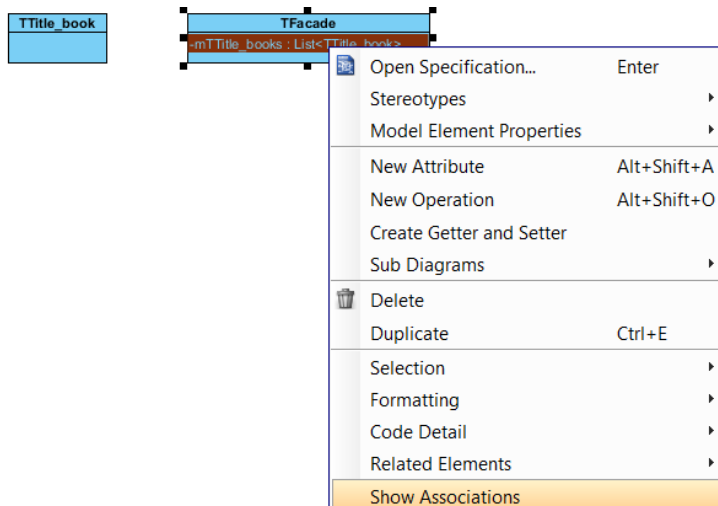 TTitle_book
TFacade
-mTTitle_books : List<TTitle_book>
Open Specification... Enter
Stereotypes
Model Element Properties
New Attribute Alt+Shift+A
New Operation Alt+Shift+O
Create Getter and Setter
Sub Diagrams
Delete
Duplicate Ctrl+E
Selection
Formatting
Code Detail
Related Elements
Show Associations